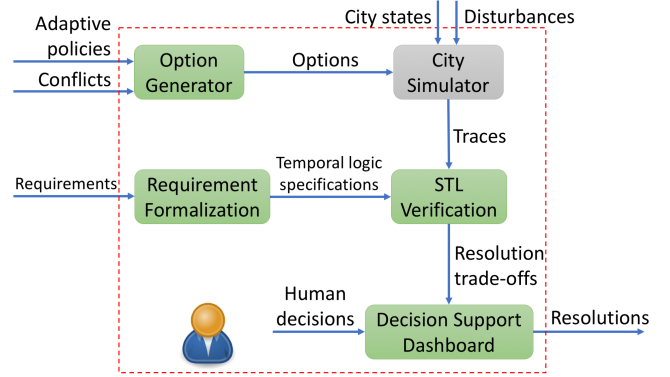 City states
Disturbances
Adaptive
policies
Conflicts
Option
Generator
Options
City
Simulator
Traces
Requirements
Requirement
Formalization
Temporal logic
specifications
STL
Verification
Resolution
trade-offs
Human
decisions
Decision Support
Dashboard
Resolutions